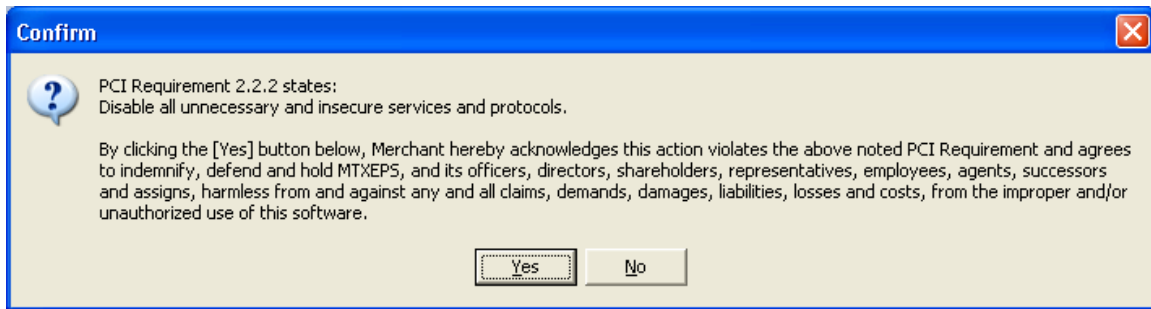 Confirm
PCI Requirement 2.2.2 states:
Disable all unnecessary and insecure services and protocols.
By clicking the [Yes] button below, Merchant hereby acknowledges this action violates the above noted PCI Requirement and agrees
to indemnify, defend and hold MTXEPS, and its officers, directors, shareholders, representatives, employees, agents, successors
and assigns, harmless from and against any and all claims, demands, damages, liabilities, losses and costs, from the improper and/or
unauthorized use of this software.
Yes No